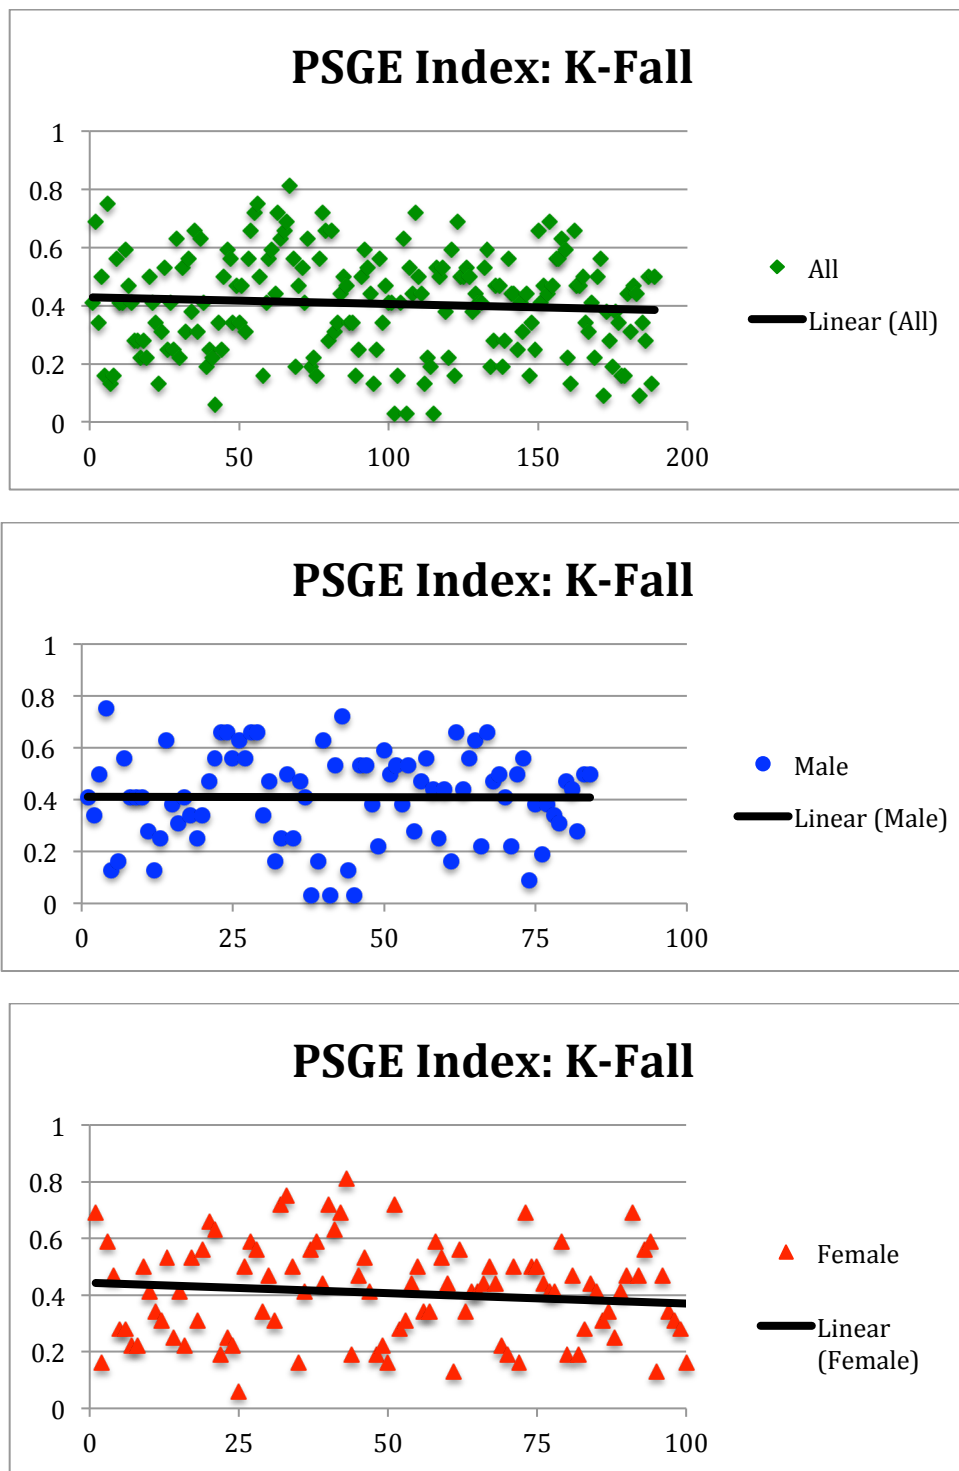 PSGE Index: K-Fall
1
0.8
0.6
0.4
0.2
0
0 50 100 150 200
All
Linear (All)
PSGE Index: K-Fall
1
0.8
0.6
0.4
0.2
0
0 25 50 75 100
Male
Linear (Male)
PSGE Index: K-Fall
1
0.8
0.6
0.4
0.2
0
0 25 50 75 100
Female
Linear
(Female)